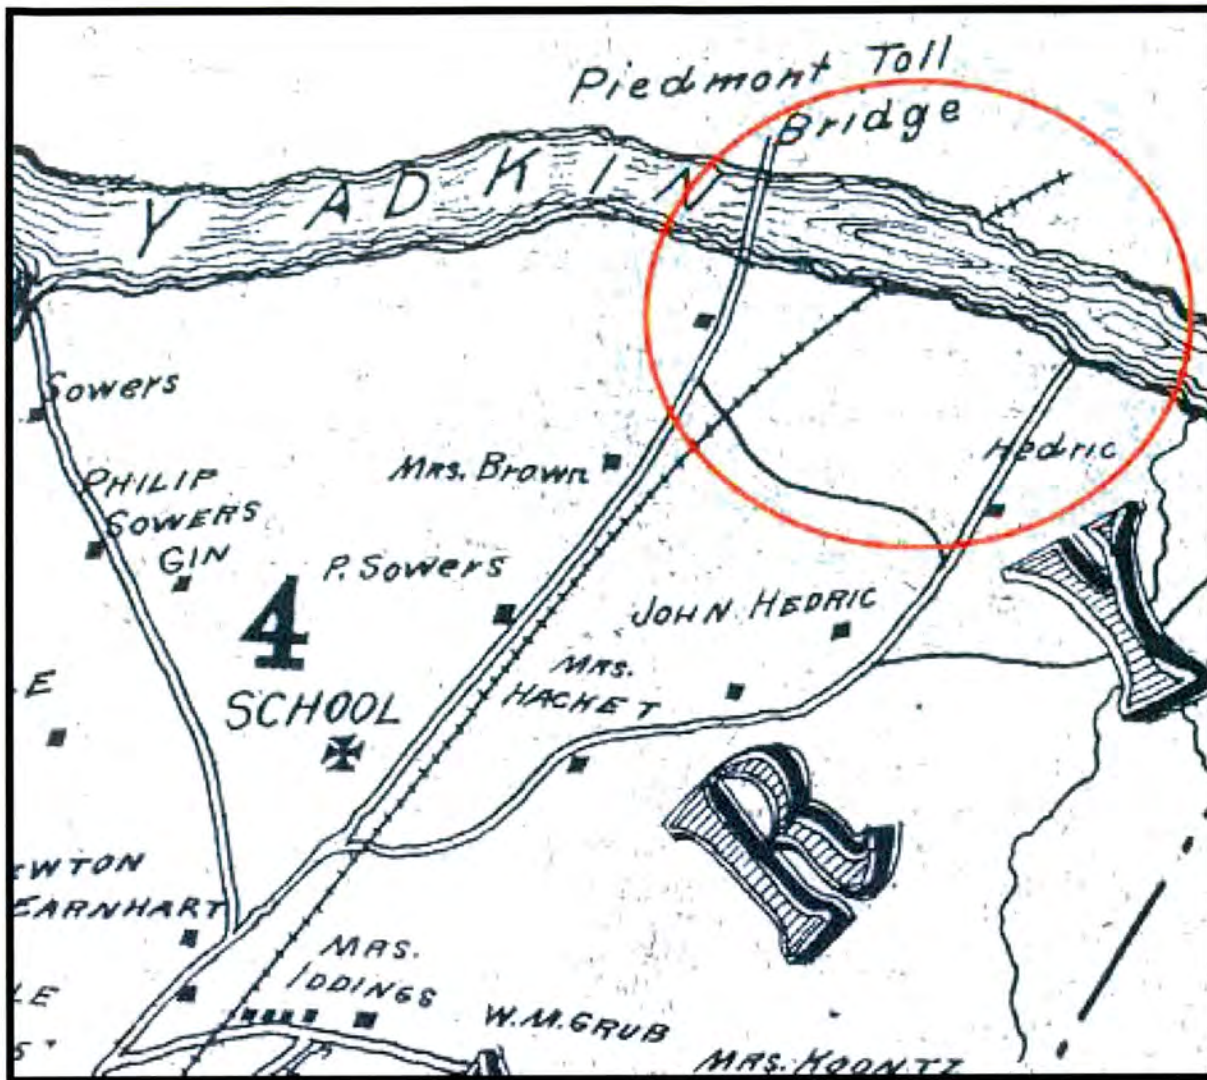 Piedmont Toll
Bridge
YADKIN
Sowers
Hedric
Mrs. Brown
PHILIP
SOWERS
GIN
P. Sowers
4
JOHN HEDRIC
MRS.
HACKET
SCHOOL
EWTON
EARNHART
MRS.
IDDINGS
W.M. GRUB
MRS. KOONTZ